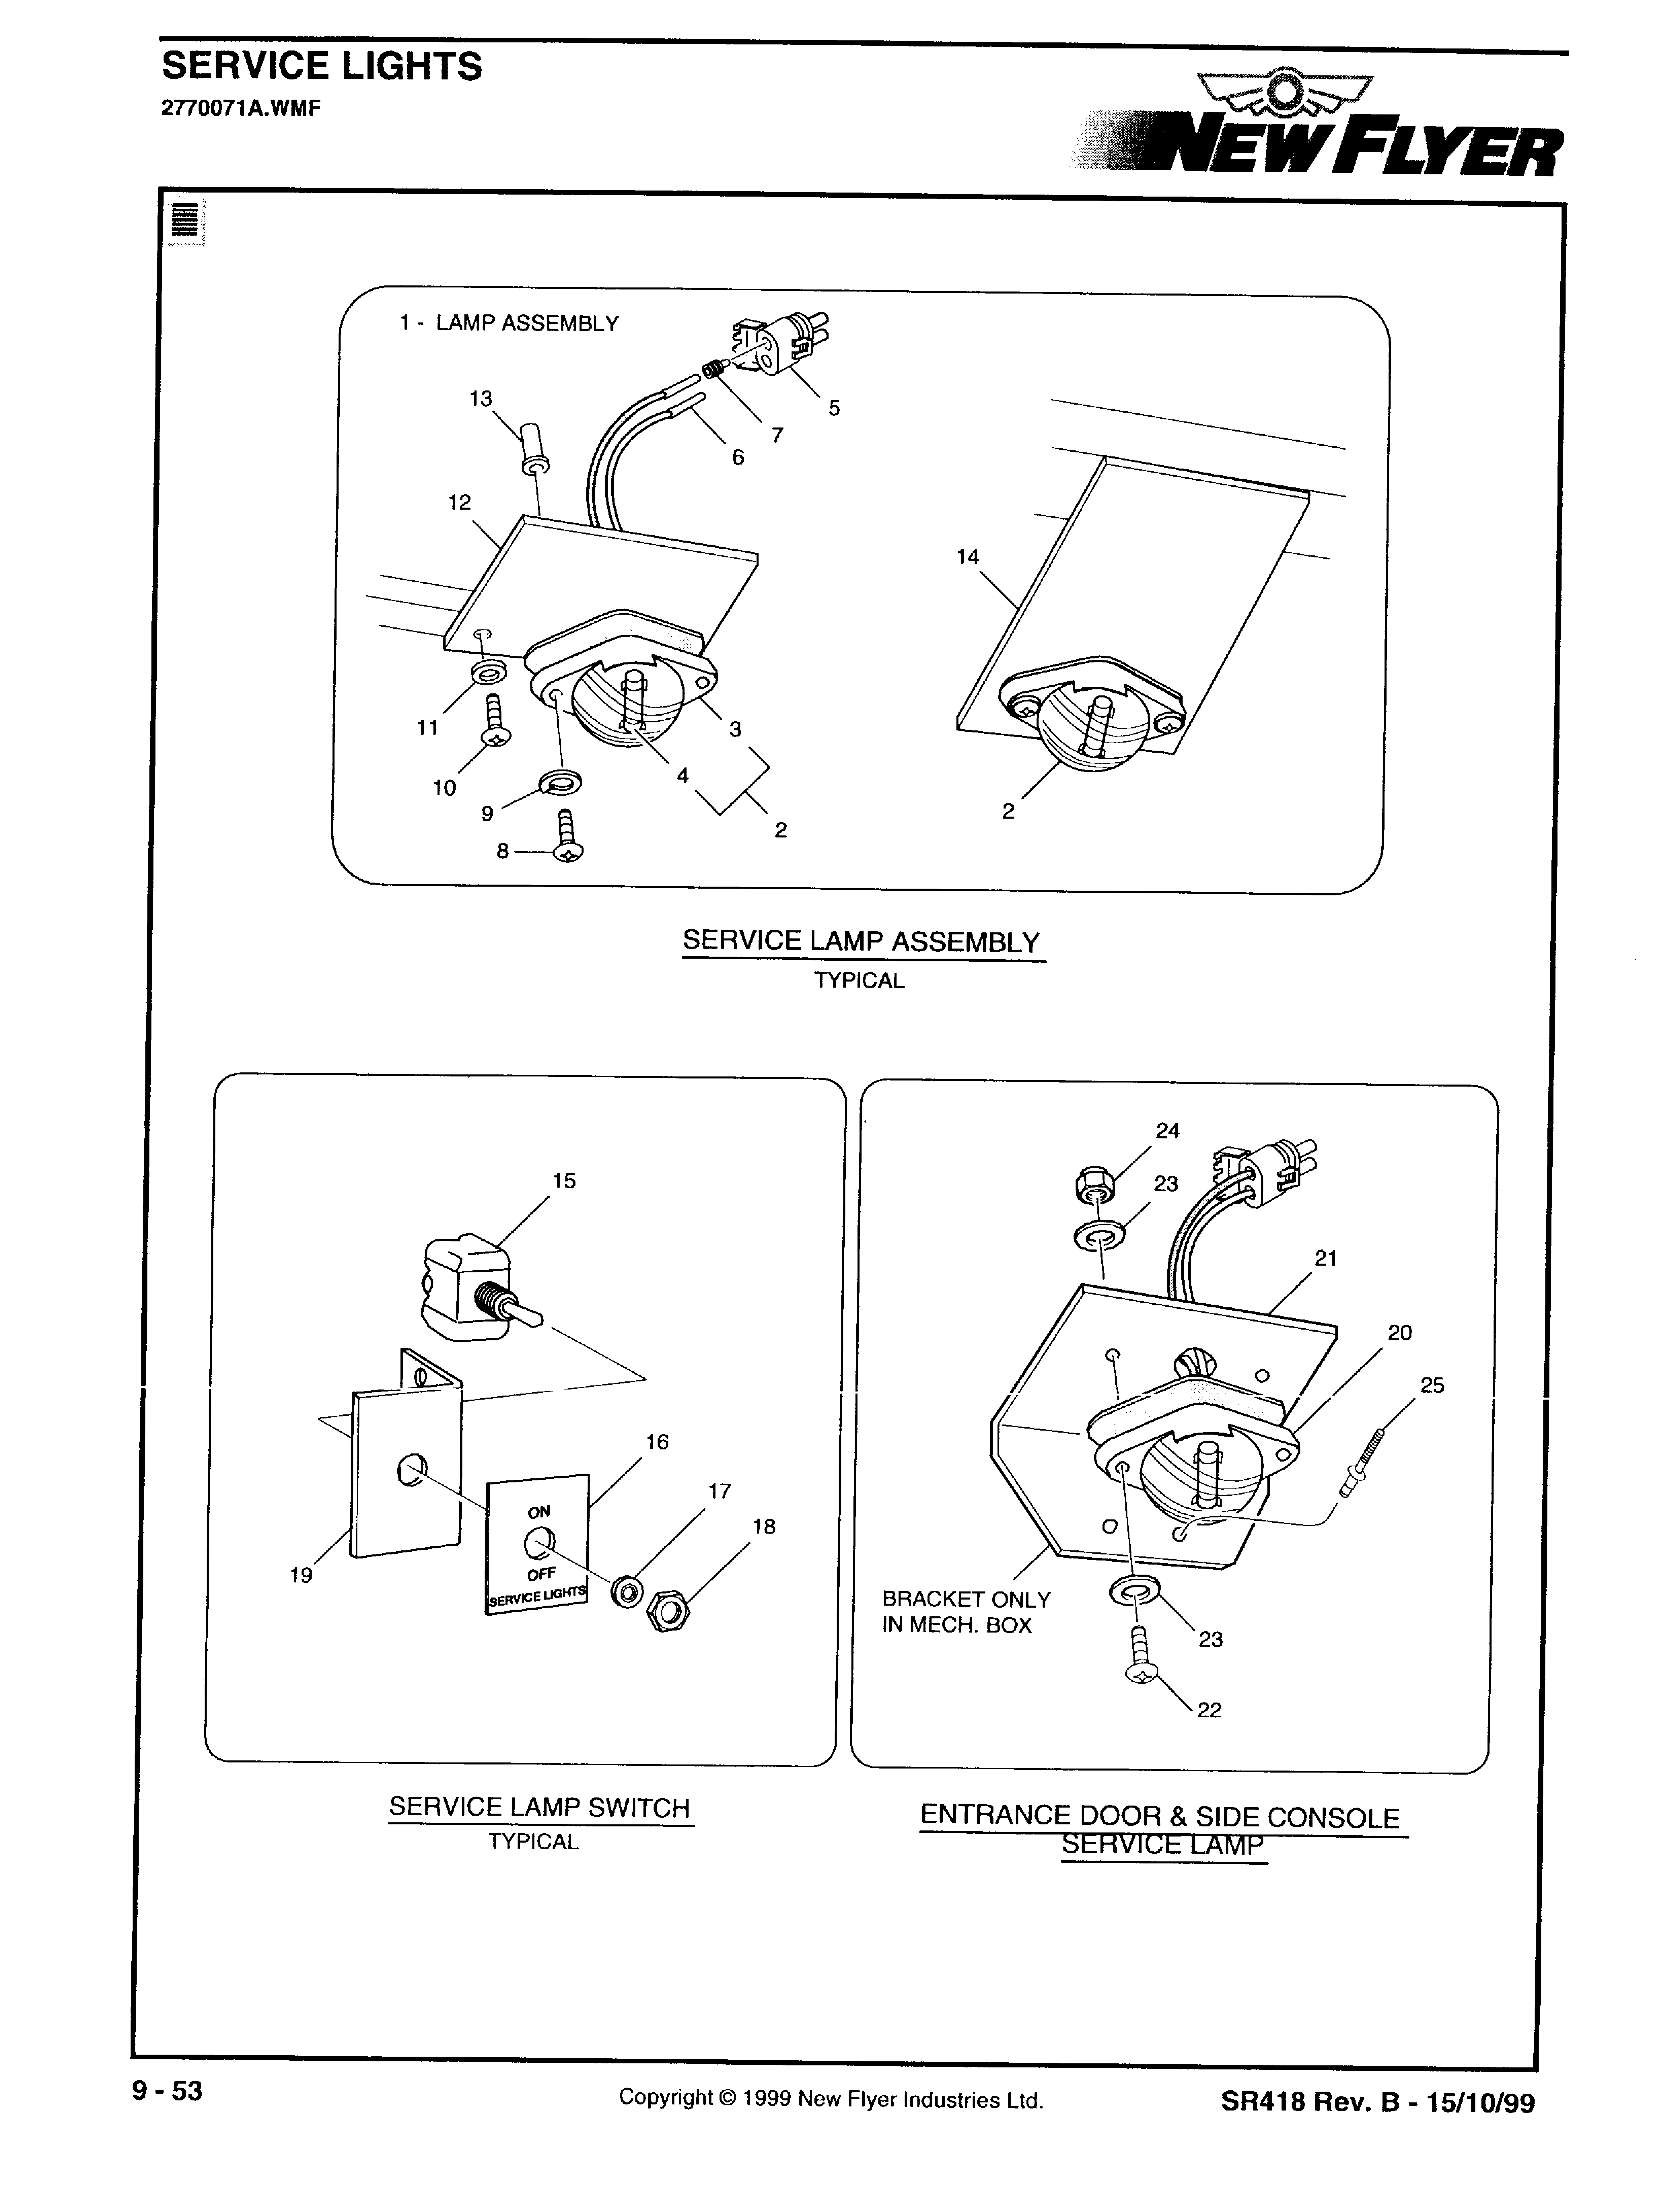 SERVICE LIGHTS
2770071A.WMF
NEW FLYER
1 - LAMP ASSEMBLY
13
5
7
6
12
14
11
3
10
4
9
2
2
8
SERVICE LAMP ASSEMBLY
TYPICAL
15
16
17
18
19
ON
OFF
SERVICE LIGHTS
24
23
21
20
25
BRACKET ONLY
IN MECH. BOX
23
22
SERVICE LAMP SWITCH
TYPICAL
ENTRANCE DOOR & SIDE CONSOLE
SERVICE LAMP
9 - 53
Copyright © 1999 New Flyer Industries Ltd.
SR418 Rev. B - 15/10/99